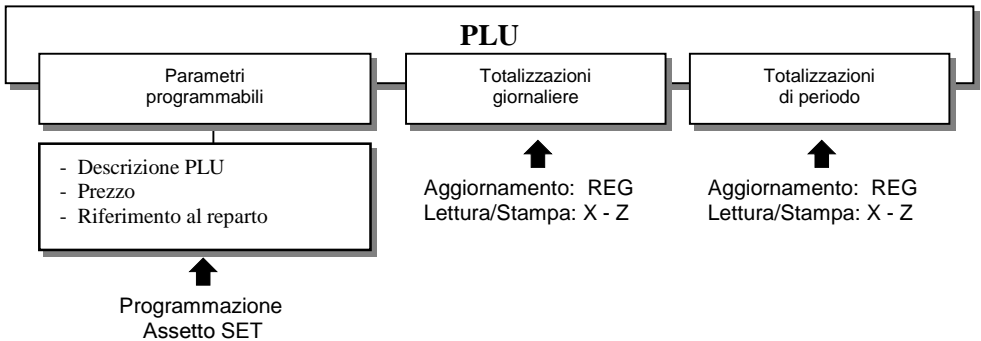 PLU
Parametri
programmabili
Totalizzazioni
giornaliere
Totalizzazioni
di periodo
- Descrizione PLU
- Prezzo
- Riferimento al reparto
Aggiornamento: REG
Lettura/Stampa: X - Z
Aggiornamento: REG
Lettura/Stampa: X - Z
Programmazione
Assetto SET